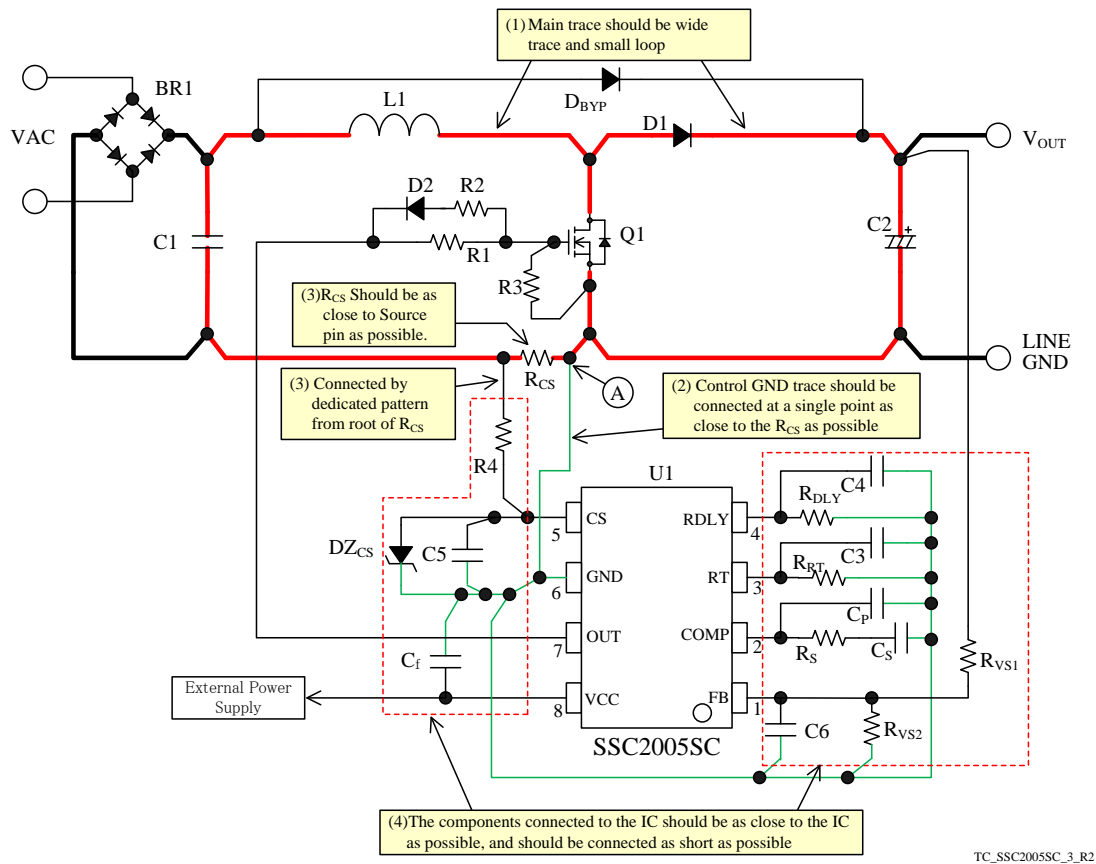 (1) Main trace should be wide
trace and small loop
BR1
VAC
L1
DBYP
D1
VOUT
C1
D2
R2
R1
R3
Q1
C2
(3)RCS Should be as
close to Source
pin as possible.
RCS
A
LINE
GND
(3) Connected by
dedicated pattern
from root of RCS
(2) Control GND trace should be
connected at a single point as
close to the RCS as possible
R4
U1
C4
RDLY
CS
5
RDLY
4
DZCS
C5
C3
RRT
GND
6
RT
3
CP
OUT
7
COMP
2
RS
CS
RVS1
Cf
External Power
Supply
VCC
8
FB
1
C6
RVS2
SSC2005SC
(4)The components connected to the IC should be as close to the IC
as possible, and should be connected as short as possible
TC_SSC2005SC_3_R2